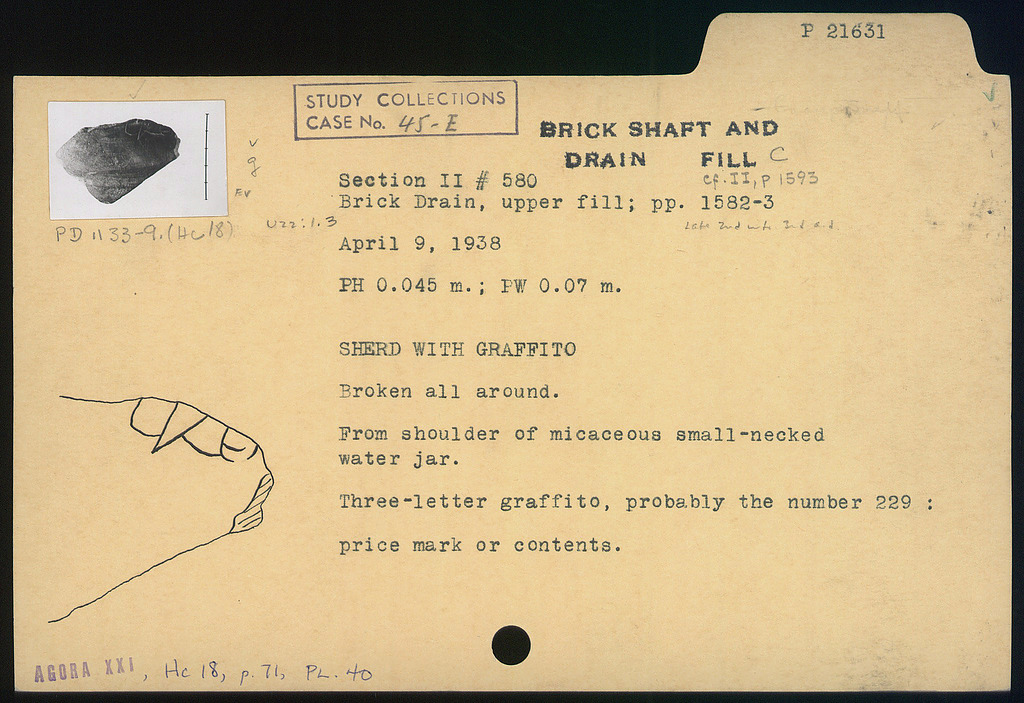 P 21631
STUDY COLLECTIONS
CASE No. 45-E
BRICK SHAFT AND
DRAIN FILL C
cf. II, p 1593
Section II # 580
Brick Drain, upper fill; pp. 1582-3
U22:1.3
PD 1133-9. (Hc 18)
April 9, 1938
PH 0.045 m.; PW 0.07 m.
SHERD WITH GRAFFITO
Broken all around.
From shoulder of micaceous small-necked
water jar.
Three-letter graffito, probably the number 229 :
price mark or contents.
AGORA XXI, Hc 18, p. 71, PL. 40